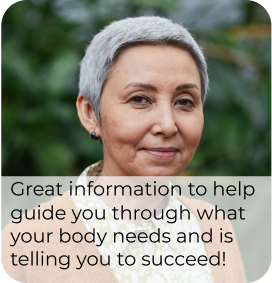 Great information to help
guide you through what
your body needs and is
telling you to succeed!